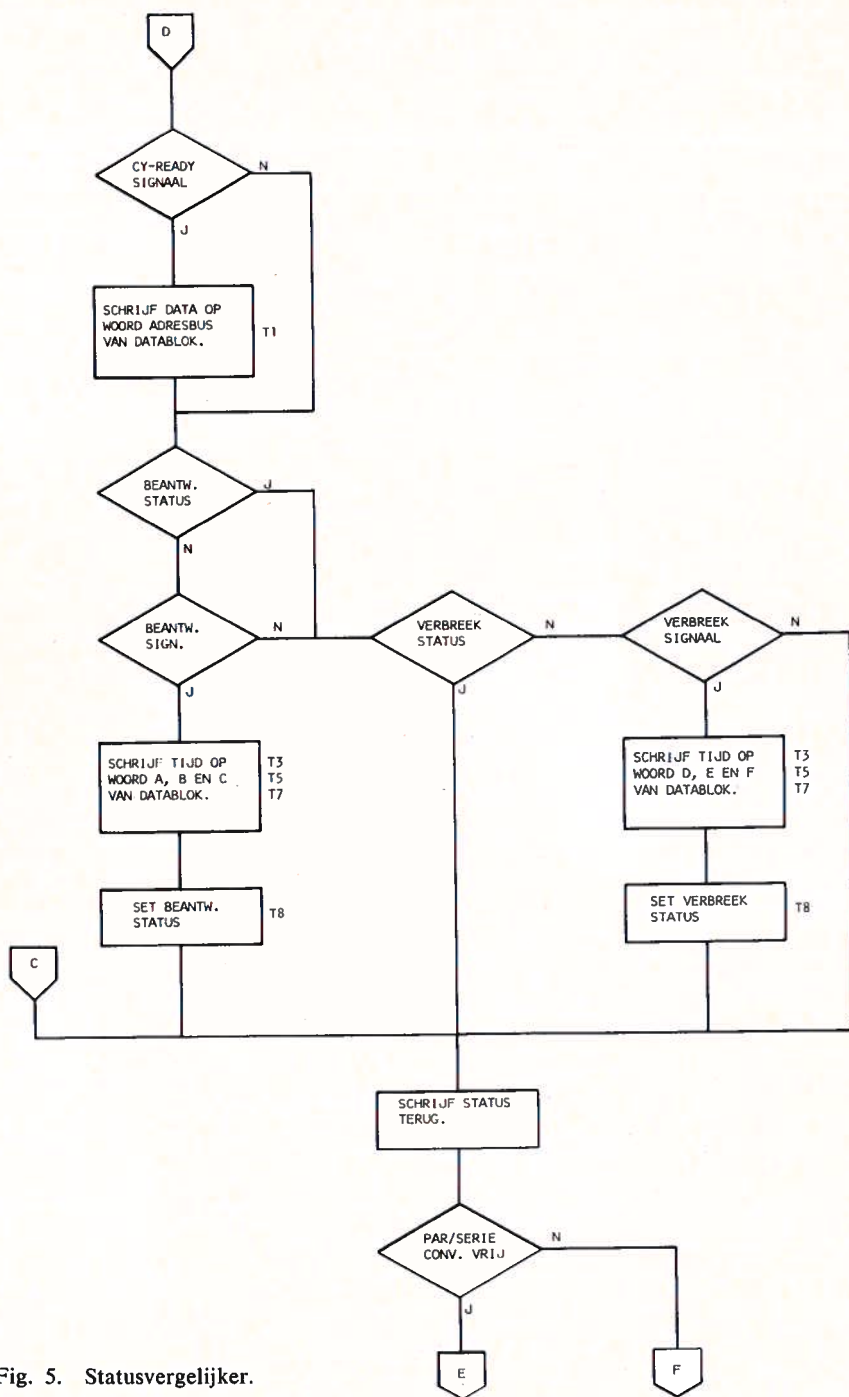 D
CY-READY
SIGNAAL
N
J
SCHRIJF DATA OP
WOORD ADRESBUS
VAN DATABLOK.
T1
BEANTW.
STATUS
J
N
BEANTW.
SIGN.
N
J
VERBREEK
STATUS
N
J
VERBREEK
SIGNAAL
N
J
SCHRIJF TIJD OP
WOORD A, B EN C
VAN DATABLOK.
T3
T5
T7
SCHRIJF TIJD OP
WOORD D, E EN F
VAN DATABLOK.
T3
T5
T7
SET BEANTW.
STATUS
T8
SET VERBREEK
STATUS
T8
C
SCHRIJF STATUS
TERUG.
PAR/SERIE
CONV. VRIJ
N
J
E
F
Fig. 5. Statusvergelijker.